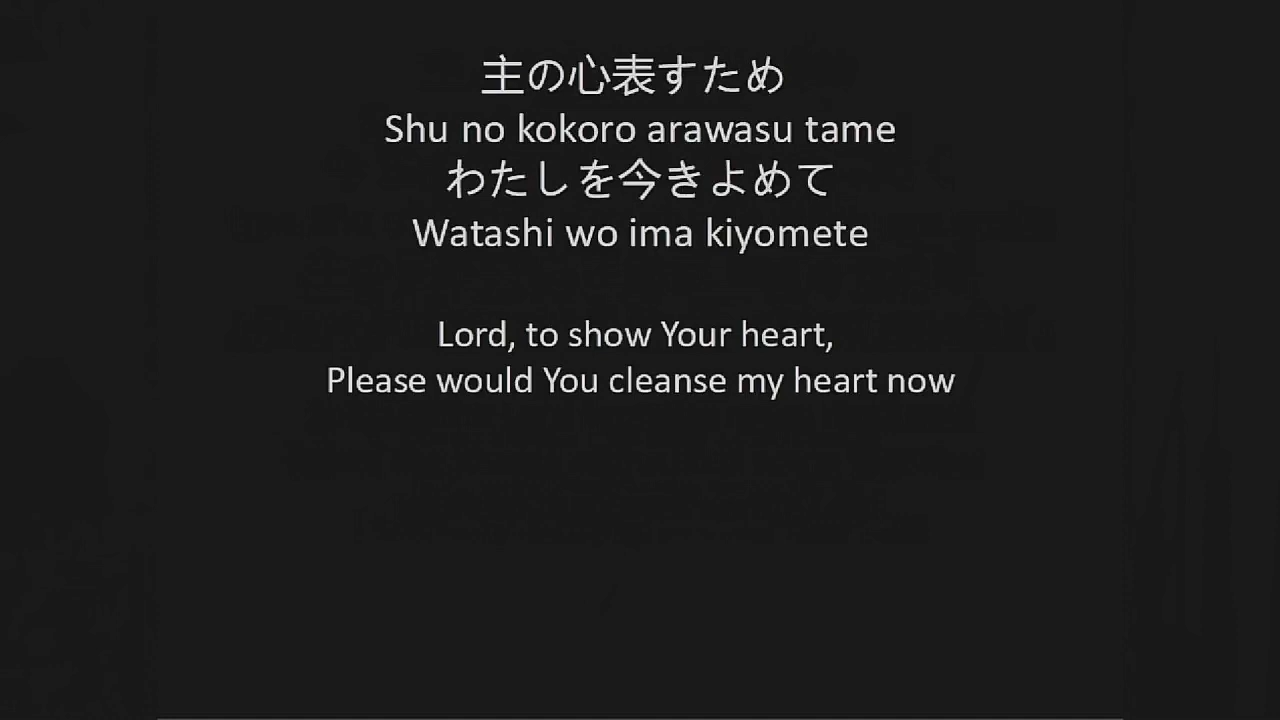 主の心表すため
Shu no kokoro arawasu tame
わたしを今きよめて
Watashi wo ima kiyomete
Lord, to show Your heart,
Please would You cleanse my heart now